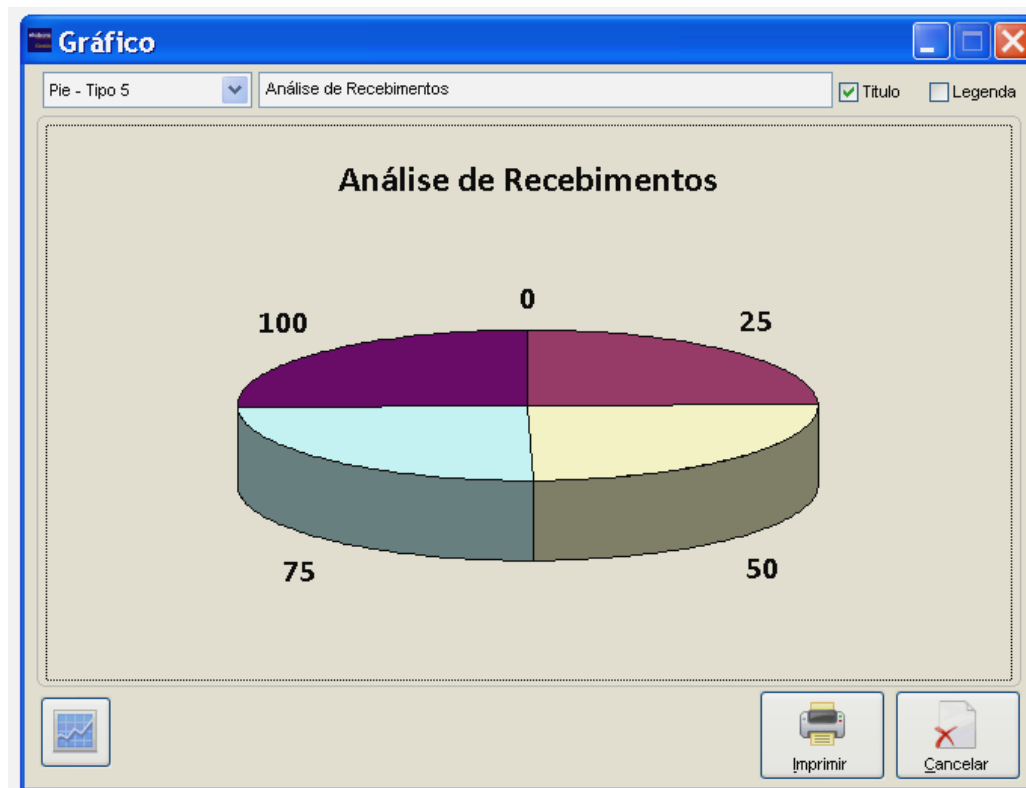 Gráfico
Pie - Tipo 5
Análise de Recebimentos
Titulo
Legenda
Análise de Recebimentos
0
100
25
75
50
Imprimir
Cancelar